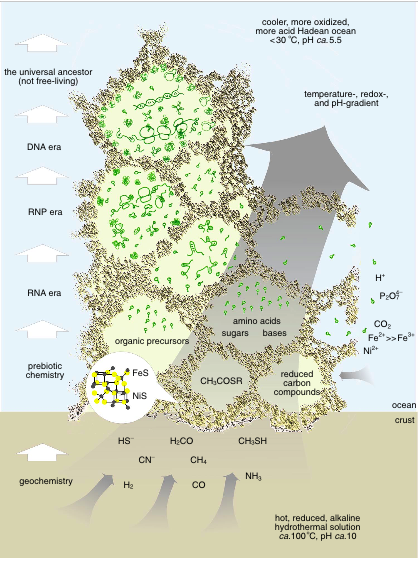 cooler, more oxidized,
more acid Hadean ocean
<30 °C, pH ca.5.5
the universal ancestor
(not free-living)
temperature-, redox-,
and pH-gradient
DNA era
RNP era
RNA era
H⁺
P₂O₇⁴⁻
CO₂
Fe²⁺>>Fe³⁺
Ni²⁺
amino acids
sugars bases
organic precursors
prebiotic
chemistry
FeS
NiS
CH₃COSR
reduced
carbon
compounds
ocean
crust
HS⁻ H₂CO CH₃SH
CN⁻ CH₄
geochemistry
H₂ CO NH₃
hot, reduced, alkaline
hydrothermal solution
ca.100°C, pH ca.10